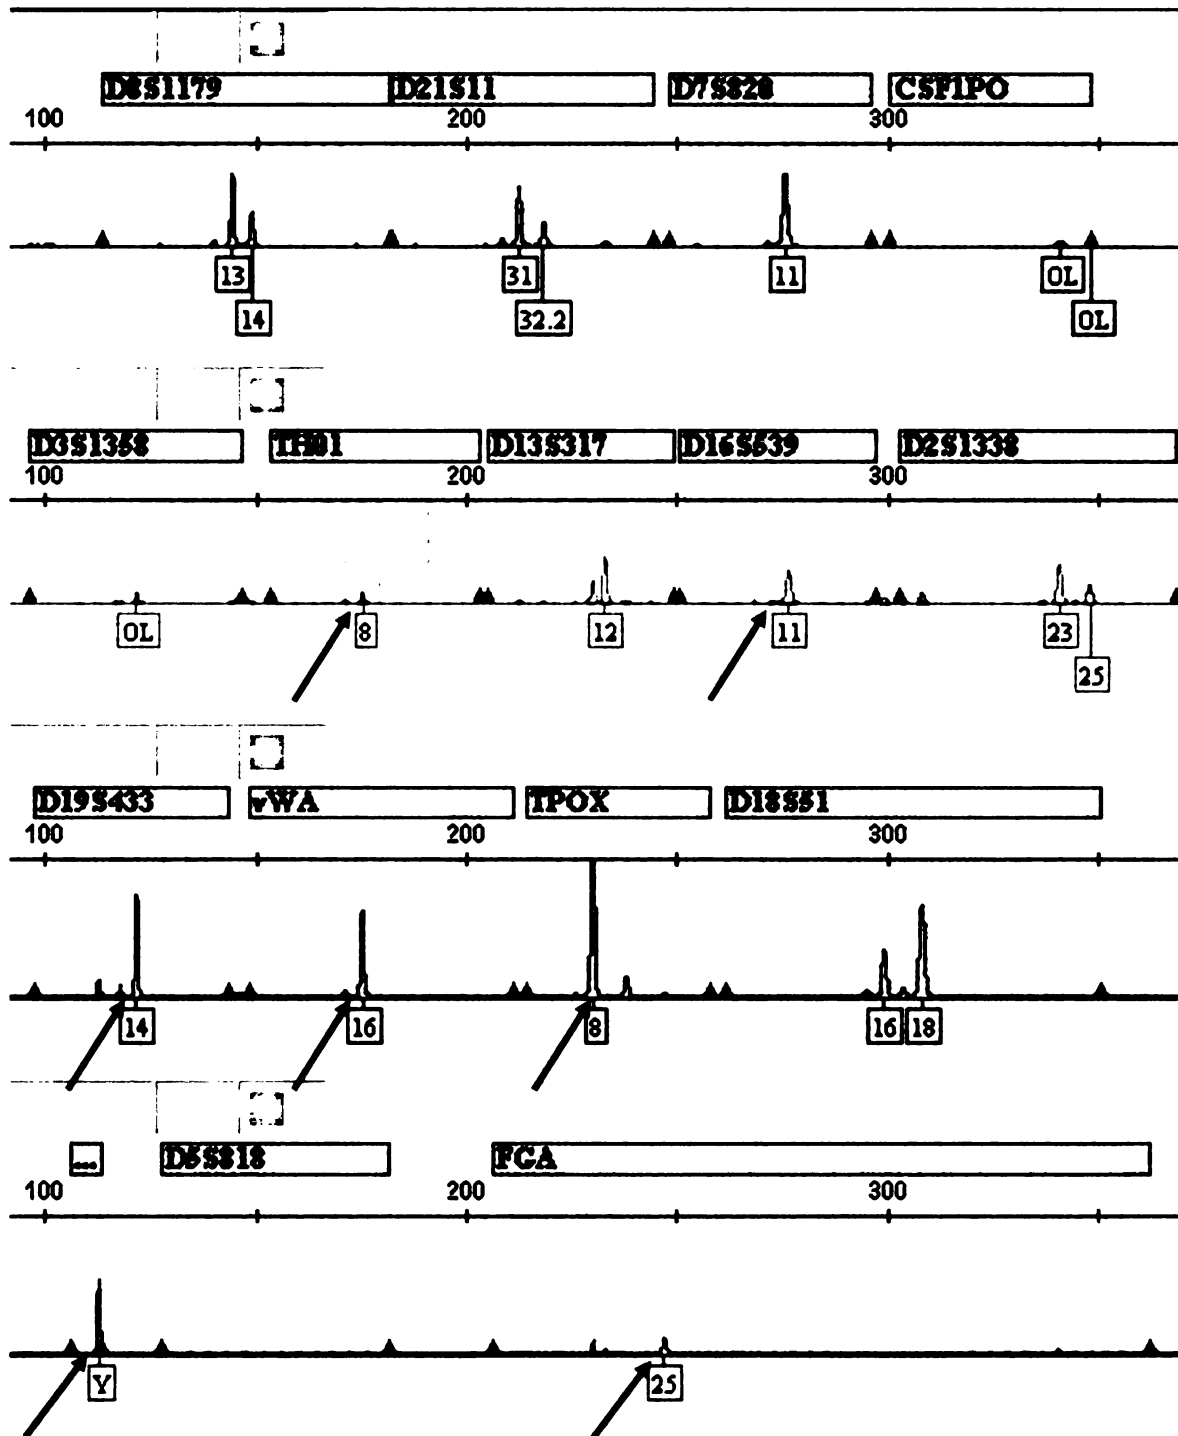 D8S1179 D21S11 D7S820 CSF1PO
100 200 300
13 31 11 OL
14 32.2 OL
D3S1358 TH01 D13S317 D16S539 D2S1338
100 200 300
OL 8 12 11 23
25
D19S433 vWA TPOX D18S51
100 200 300
14 16 8 16 18
... D5S818 FGA
100 200 300
Y 25